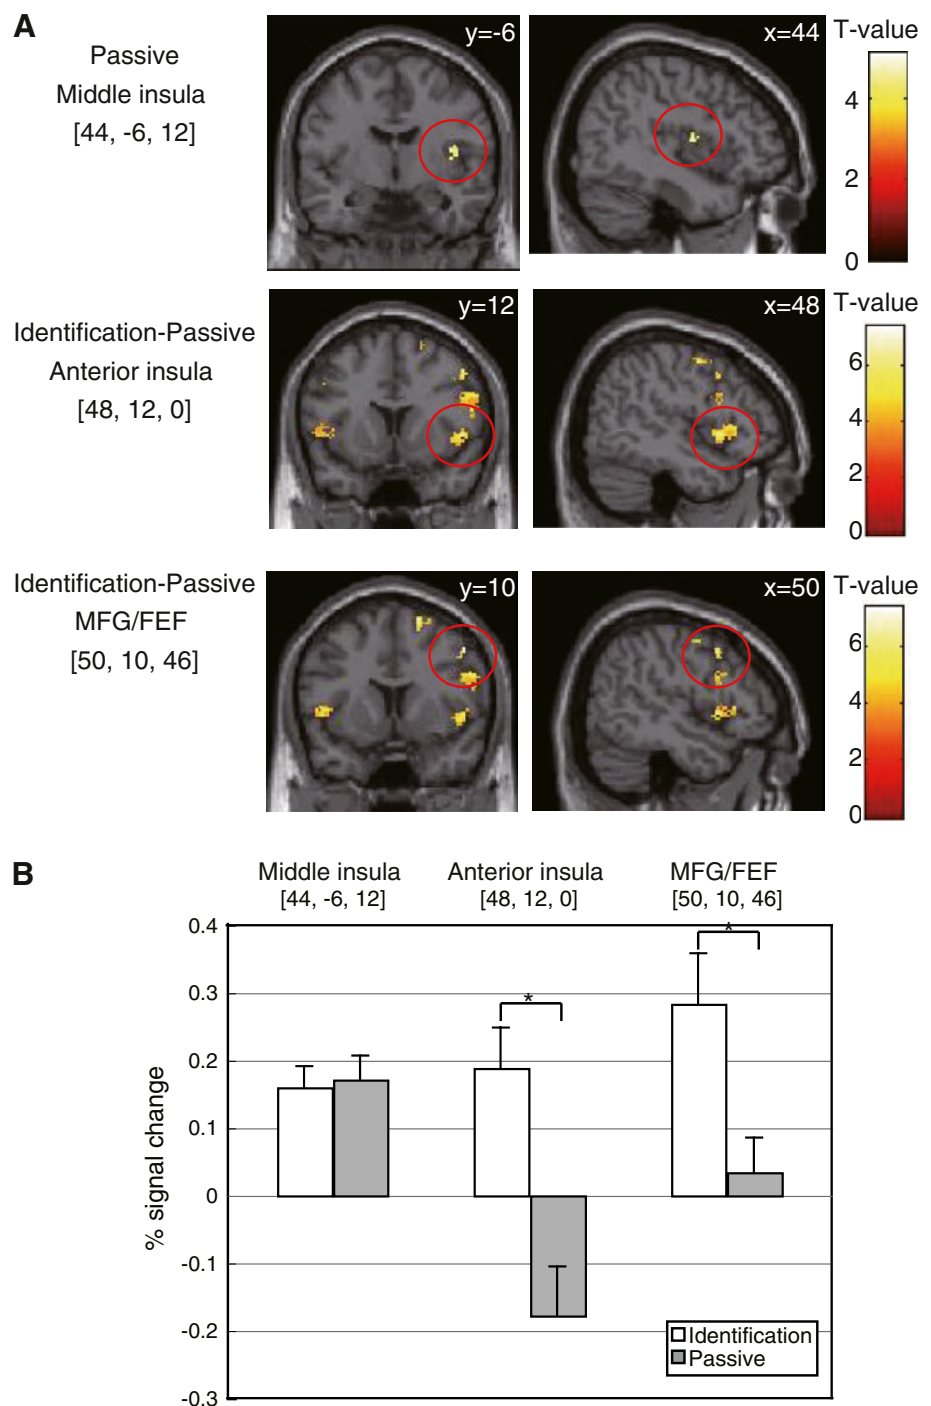 A
Passive
Middle insula
[44, -6, 12]
y=-6
x=44
T-value
4
2
0
Identification-Passive
Anterior insula
[48, 12, 0]
y=12
x=48
T-value
6
4
2
0
Identification-Passive
MFG/FEF
[50, 10, 46]
y=10
x=50
T-value
6
4
2
0
B
Middle insula
[44, -6, 12]
Anterior insula
[48, 12, 0]
MFG/FEF
[50, 10, 46]
% signal change
0.4
0.3
0.2
0.1
0
-0.1
-0.2
-0.3
*
*
Identification
Passive